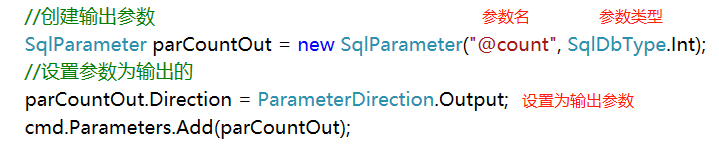 //创建输出参数 参数名 参数类型
SqlParameter parCountOut = new SqlParameter("@count", SqlDbType.Int);
//设置参数为输出的
parCountOut.Direction = ParameterDirection.Output; 设置为输出参数
cmd.Parameters.Add(parCountOut);